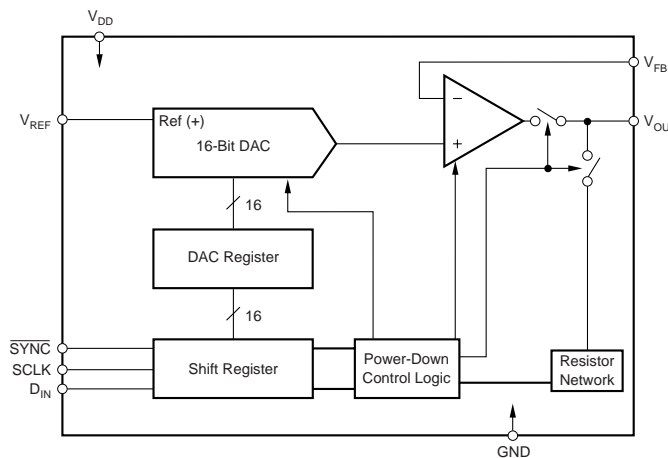 VDD
VFB
VREF
Ref (+)
16-Bit DAC
−
+
VOU
16
DAC Register
16
SYNC
SCLK
DIN
Shift Register
Power-Down
Control Logic
Resistor
Network
GND